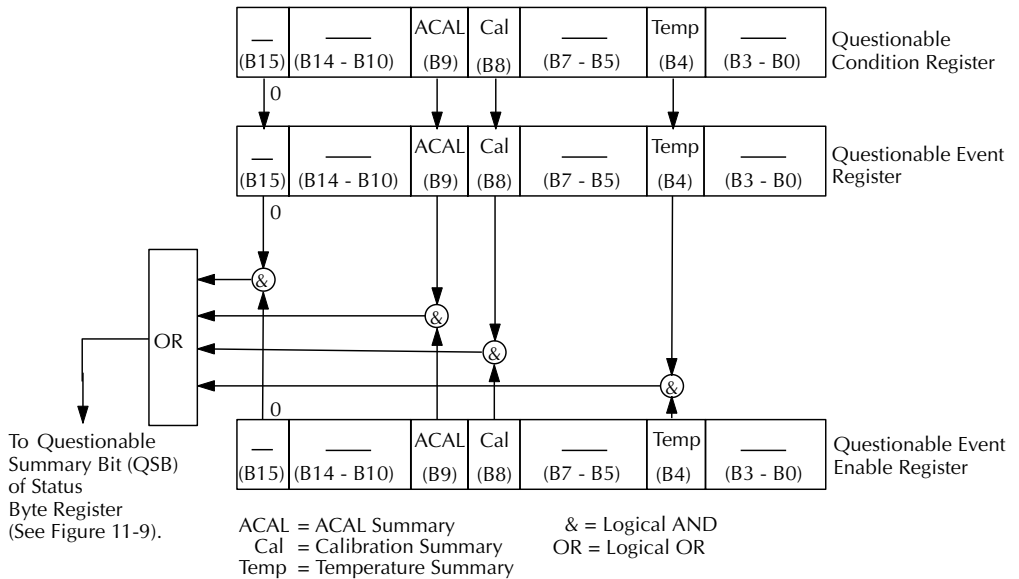 ACAL Cal Temp
(B15) (B14 - B10) (B9) (B8) (B7 - B5) (B4) (B3 - B0)
Questionable
Condition Register
0
ACAL Cal Temp
(B15) (B14 - B10) (B9) (B8) (B7 - B5) (B4) (B3 - B0)
Questionable Event
Register
0
&
&
OR
&
&
0
To Questionable
Summary Bit (QSB)
of Status
Byte Register
(See Figure 11-9).
ACAL Cal Temp
(B15) (B14 - B10) (B9) (B8) (B7 - B5) (B4) (B3 - B0)
Questionable Event
Enable Register
ACAL = ACAL Summary
Cal = Calibration Summary
Temp = Temperature Summary
& = Logical AND
OR = Logical OR